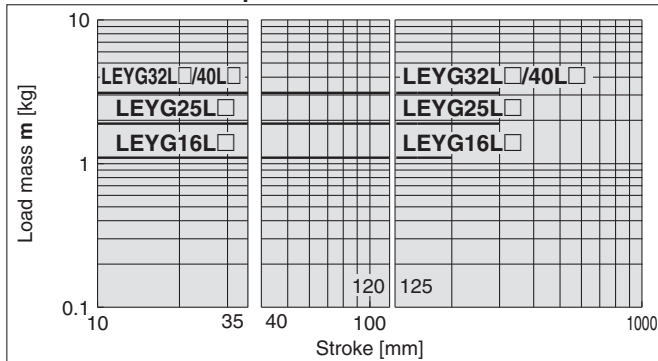 10
LEYG32L□/40L□ LEYG32L□/40L□
LEYG25L□ LEYG25L□
LEYG16L□ LEYG16L□
1
Load mass m [kg]
120 125
0.1
10 35 40 100 1000
Stroke [mm]